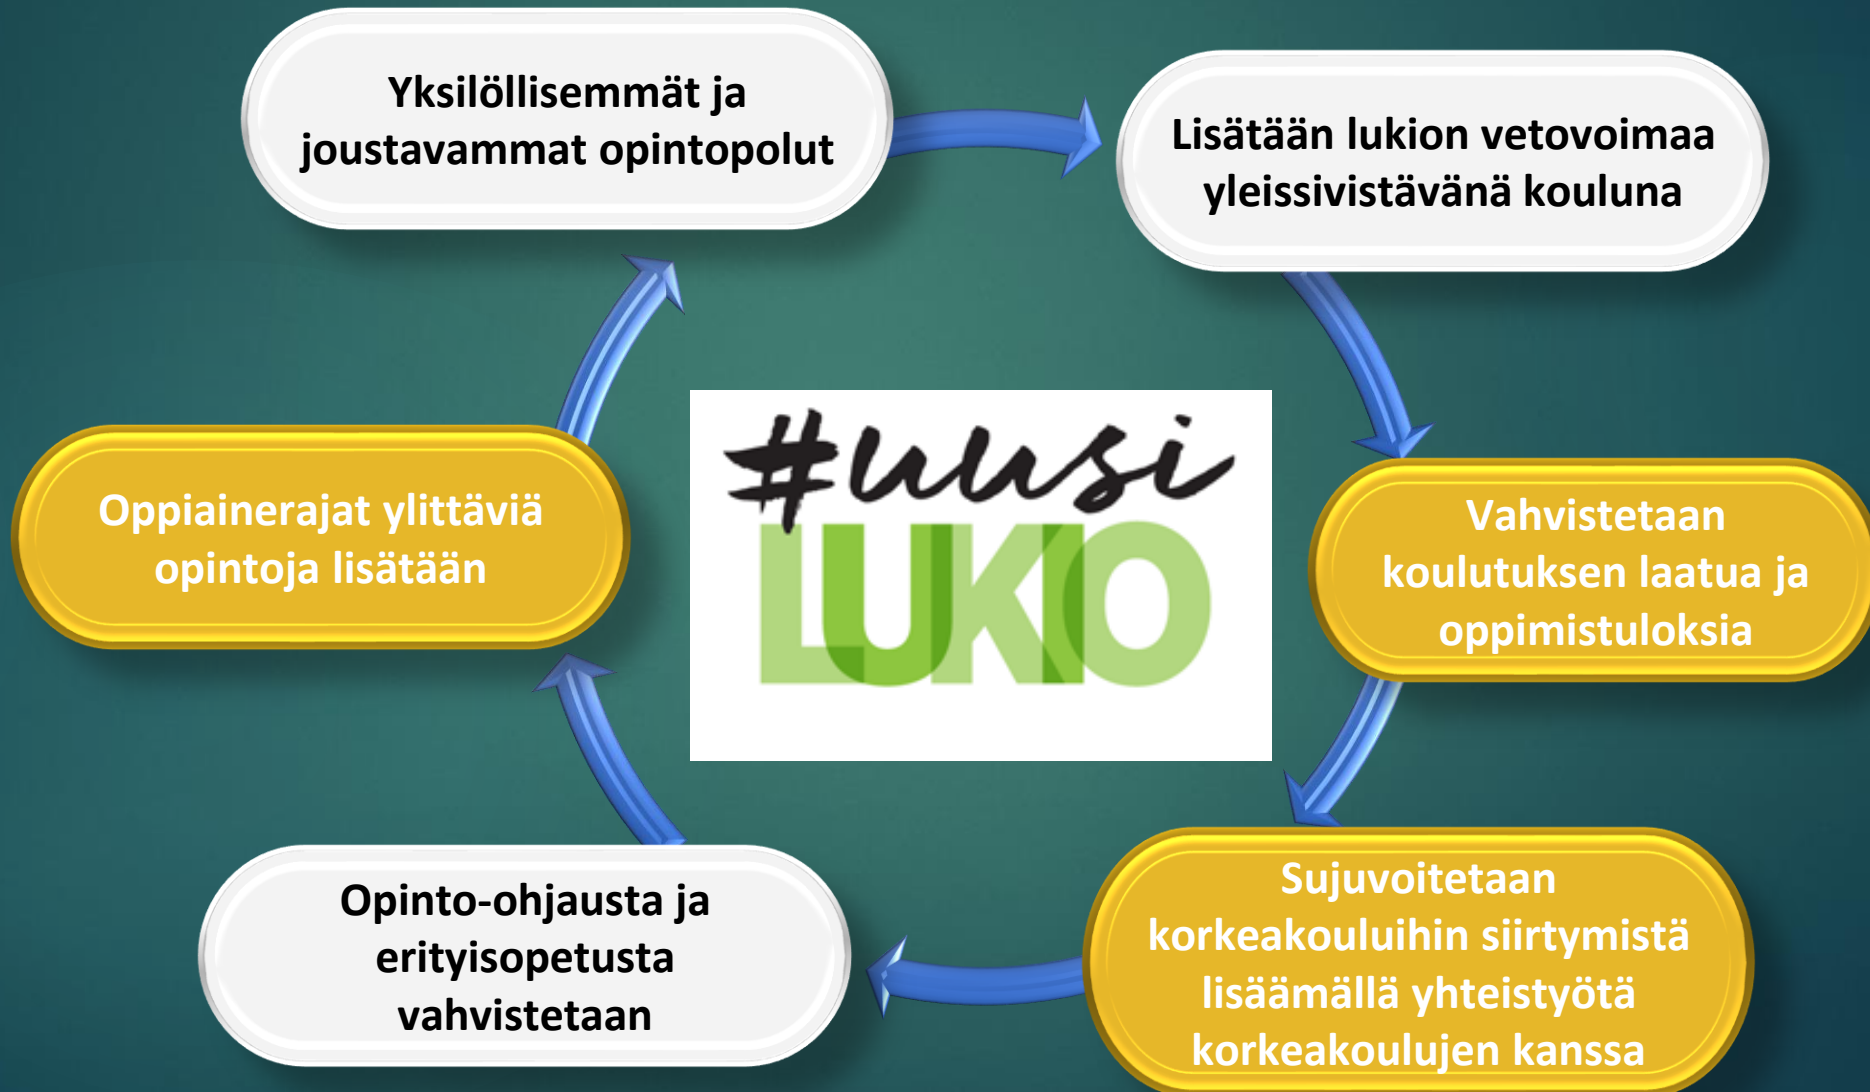 Yksilöllisemmät ja
joustavammat opintopolut
Lisätään lukion vetovoimaa
yleissivistävänä kouluna
Vahvistetaan
koulutuksen laatua ja
oppimistuloksia
Sujuvoitetaan
korkeakouluihin siirtymistä
lisäämällä yhteistyötä
korkeakoulujen kanssa
Opinto-ohjausta ja
erityisopetusta
vahvistetaan
Oppiainerajat ylittäviä
opintoja lisätään
#uusi
LUKIO